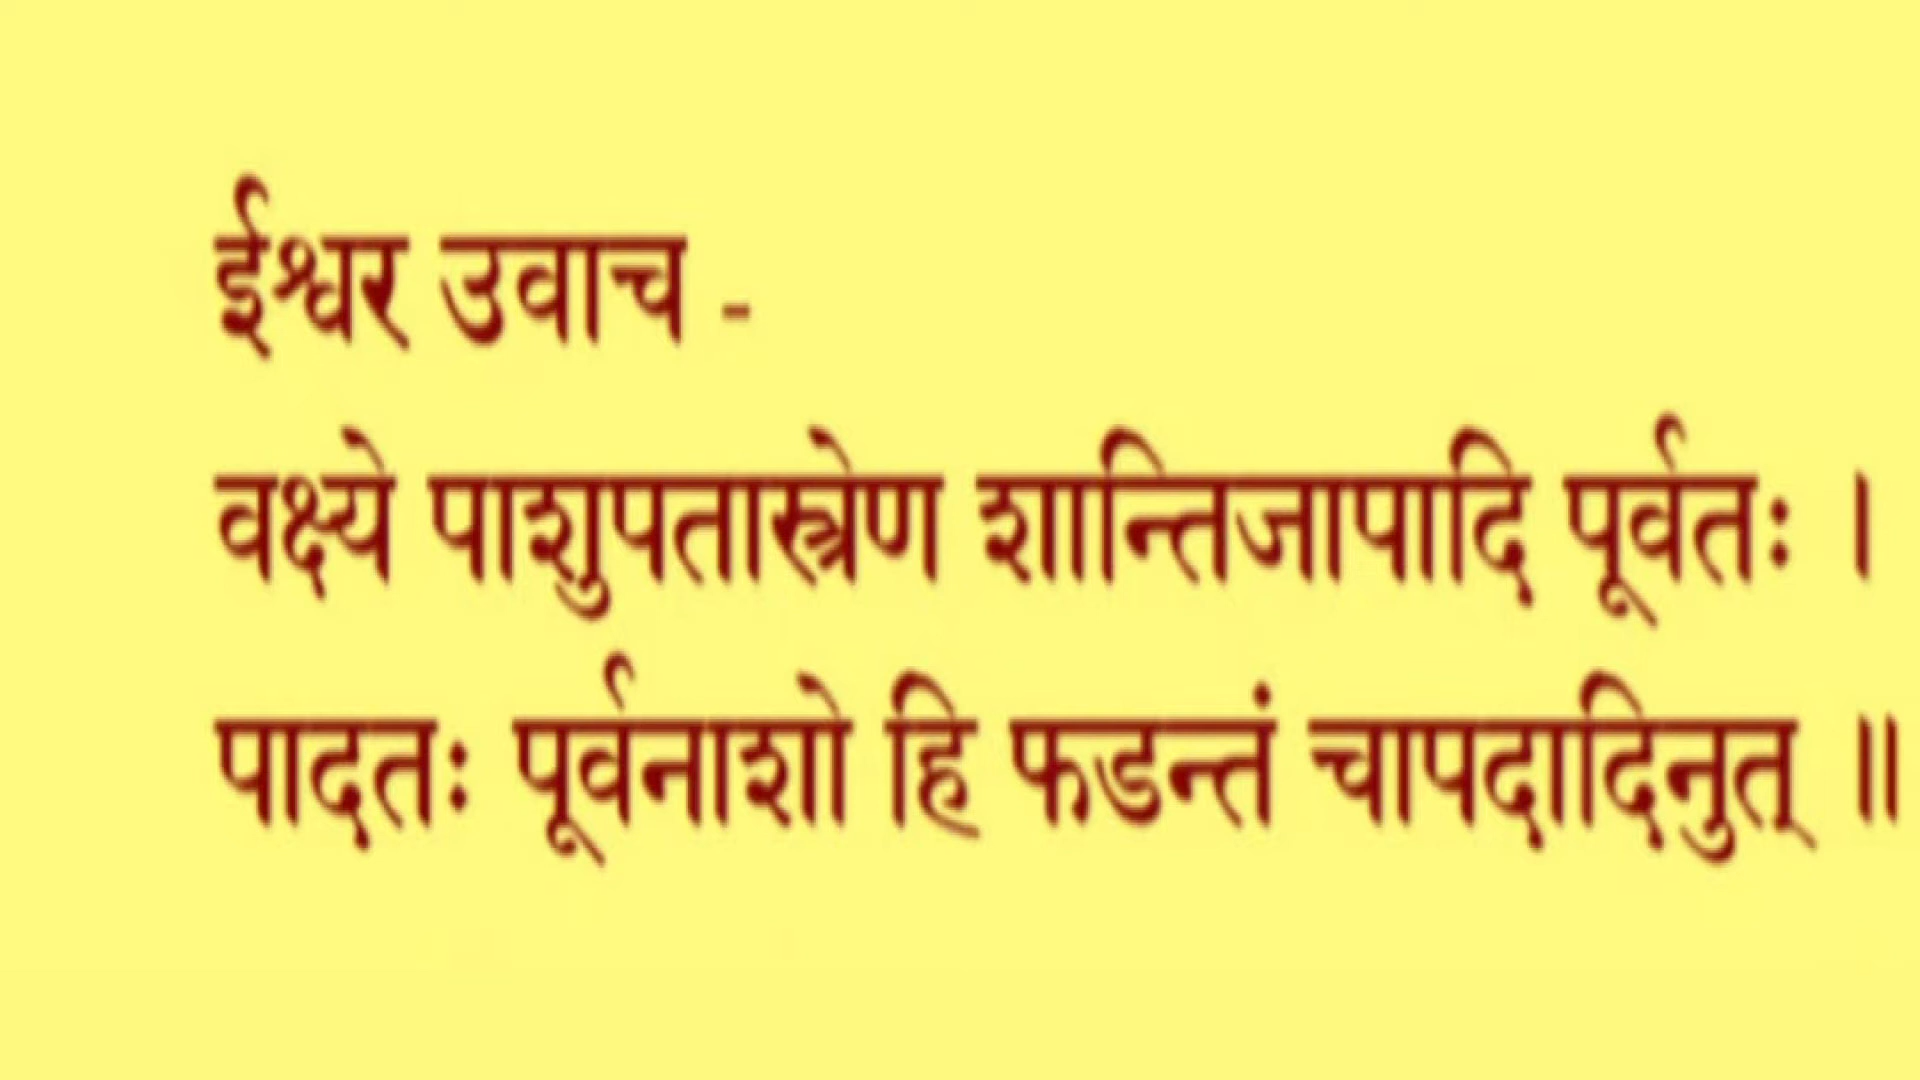 ईश्वर उवाच -
वक्ष्ये पाशुपतास्त्रेण शान्तिजापादि पूर्वतः ।
पादतः पूर्वनाशो हि फडन्तं चापदादिनुत् ॥